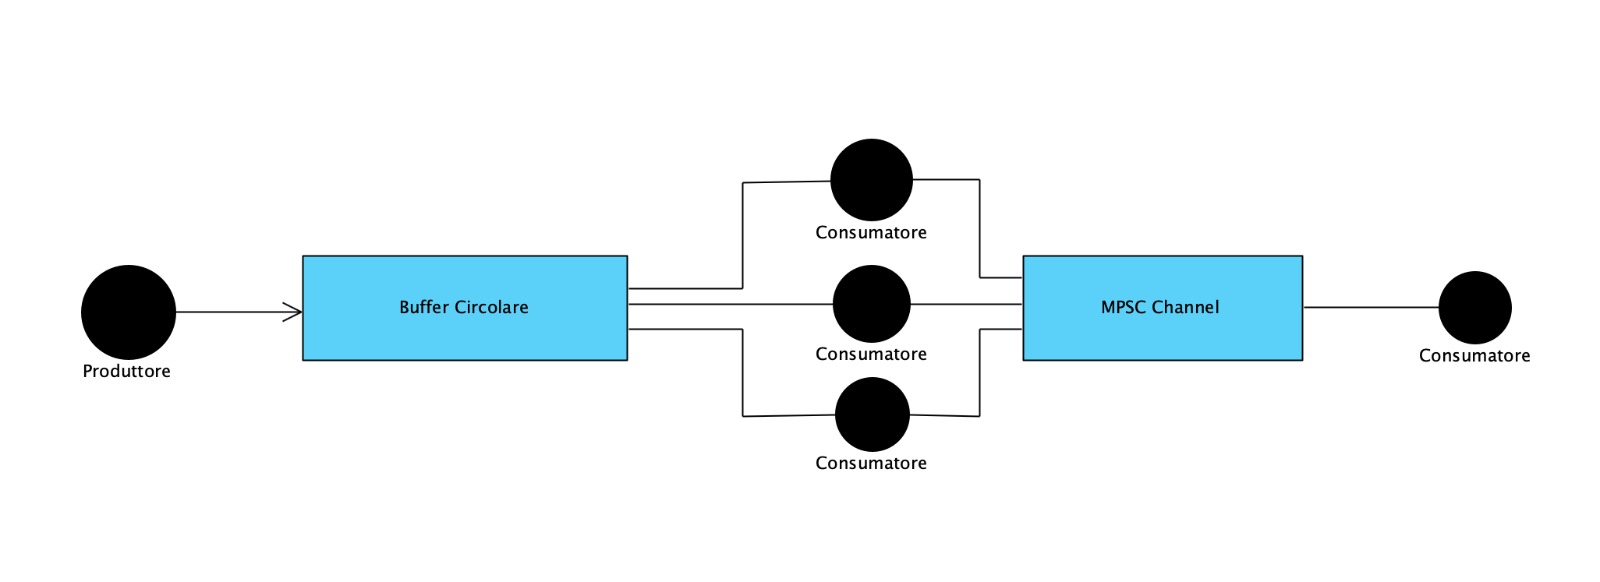 Produttore
Buffer Circolare
Consumatore
Consumatore
Consumatore
MPSC Channel
Consumatore